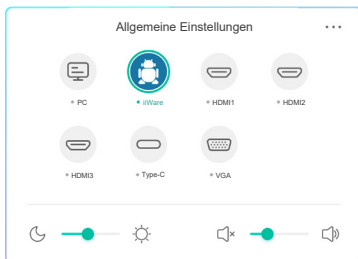 Allgemeine Einstellungen
PC
iiWare
HDMI1
HDMI2
HDMI3
Type-C
VGA